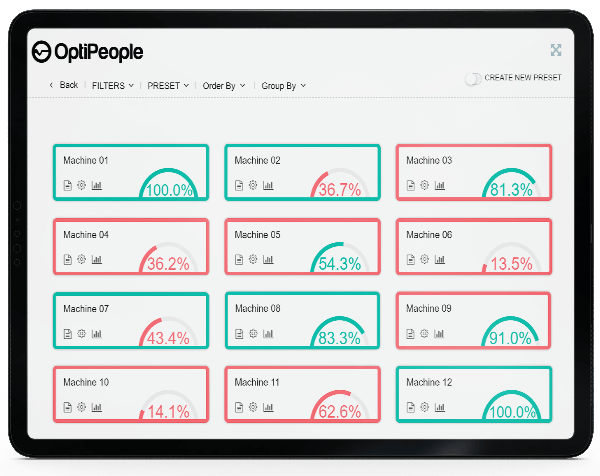 OptiPeople
Back FILTERS PRESET Order By Group By CREATE NEW PRESET
Machine 01
100.0%
Machine 02
36.7%
Machine 03
81.3%
Machine 04
36.2%
Machine 05
54.3%
Machine 06
13.5%
Machine 07
43.4%
Machine 08
83.3%
Machine 09
91.0%
Machine 10
14.1%
Machine 11
62.6%
Machine 12
100.0%